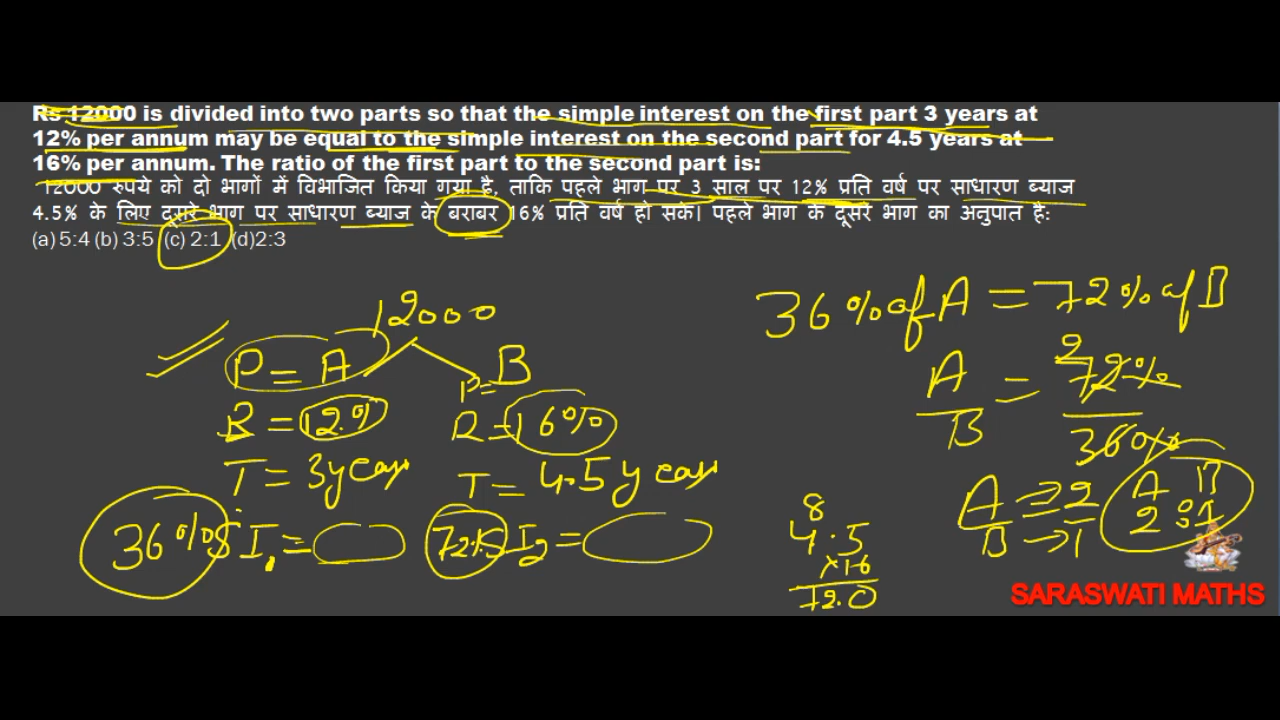 Rs 12000 is divided into two parts so that the simple interest on the first part 3 years at
12% per annum may be equal to the simple interest on the second part for 4.5 years at
16% per annum. The ratio of the first part to the second part is:
12000 रुपये को दो भागों में विभाजित किया गया है, ताकि पहले भाग पर 3 साल पर 12% प्रति वर्ष पर साधारण ब्याज
4.5% के लिए दूसरे भाग पर साधारण ब्याज के बराबर 16% प्रति वर्ष हो सके। पहले भाग के दूसरे भाग का अनुपात है:
(a) 5:4 (b) 3:5 (c) 2:1 (d)2:3
12000
P = A
P= B
R = 12%
R = 16%
T = 3 years
T = 4.5 years
36% SI1 =
72% SI2 =
36% of A = 72% of B
A/B = 2 72% / 36%
A/B ⇒ 2 → 1
A B
2 : 1
8
4.5
×16
72.0
SARASWATI MATHS